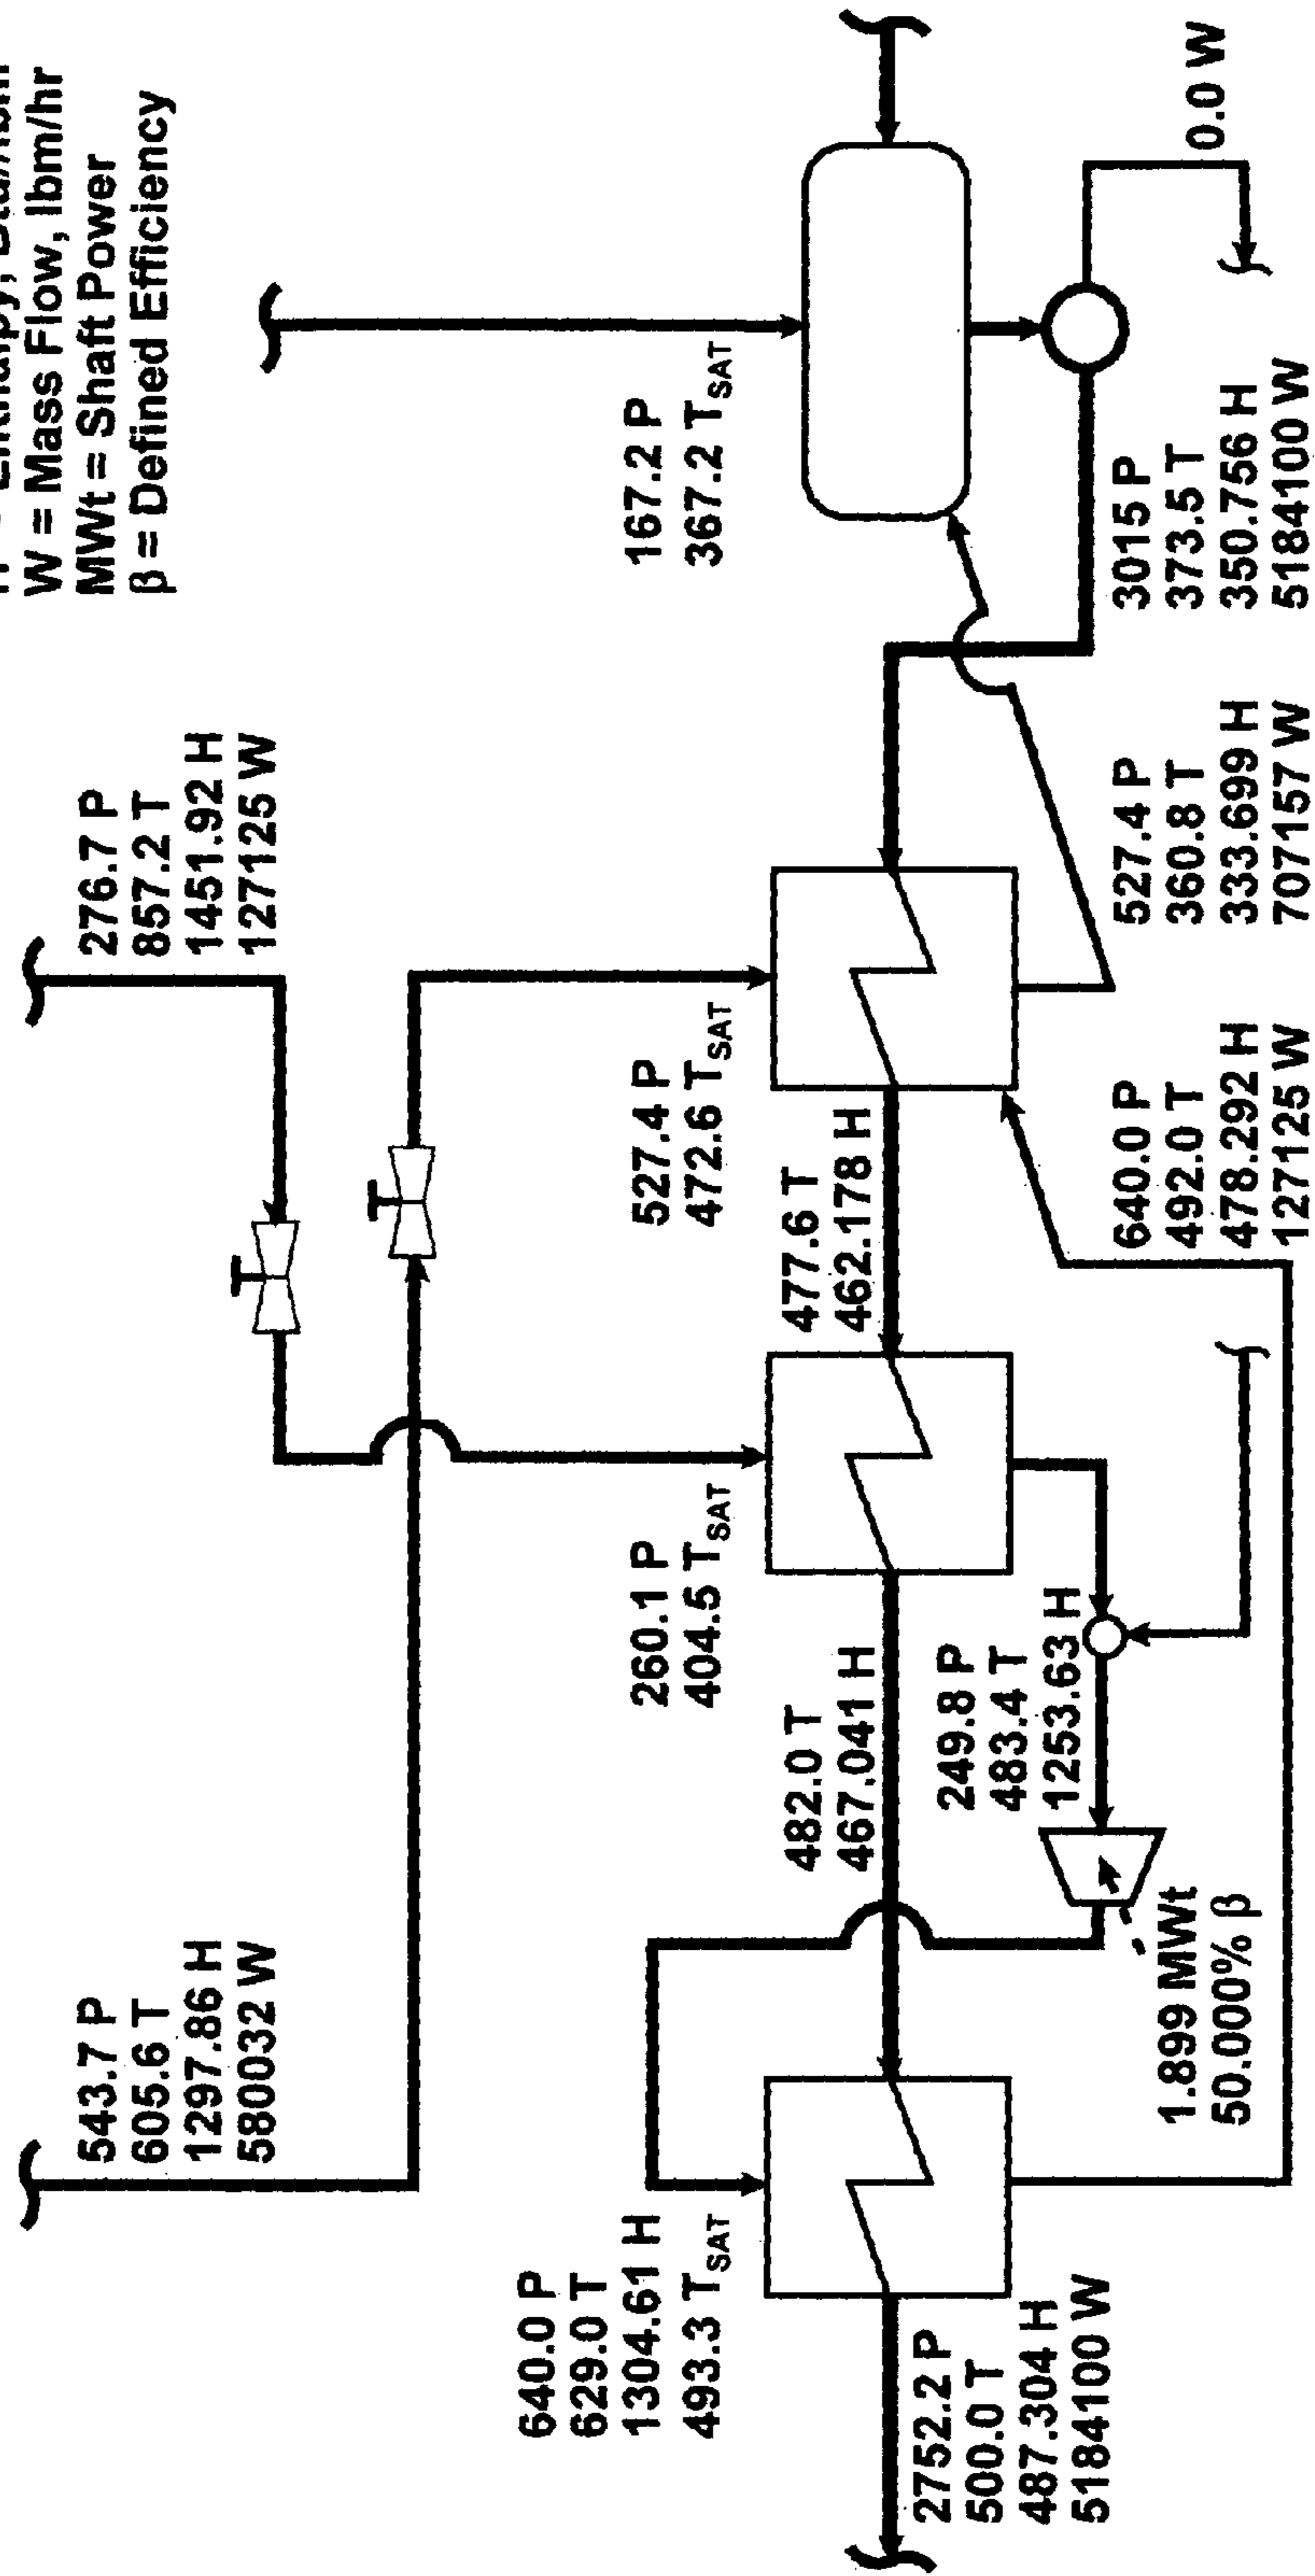 W = Mass Flow, lbm/hr
MWt = Shaft Power
β = Defined Efficiency
543.7 P
605.6 T
1297.86 H
580032 W
276.7 P
857.2 T
1451.92 H
127125 W
640.0 P
629.0 T
1304.61 H
493.3 TSAT
260.1 P
404.5 TSAT
527.4 P
472.6 TSAT
167.2 P
367.2 TSAT
482.0 T
467.041 H
477.6 T
462.178 H
2752.2 P
500.0 T
487.304 H
5184100 W
249.8 P
483.4 T
1253.63 H
1.899 MWt
50.000% β
640.0 P
492.0 T
478.292 H
127125 W
527.4 P
360.8 T
333.699 H
707157 W
3015 P
373.5 T
350.756 H
5184100 W
0.0 W